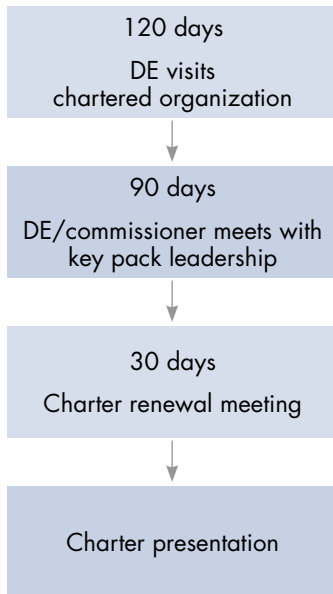 120 days
DE visits
chartered organization
90 days
DE/commissioner meets with
key pack leadership
30 days
Charter renewal meeting
Charter presentation